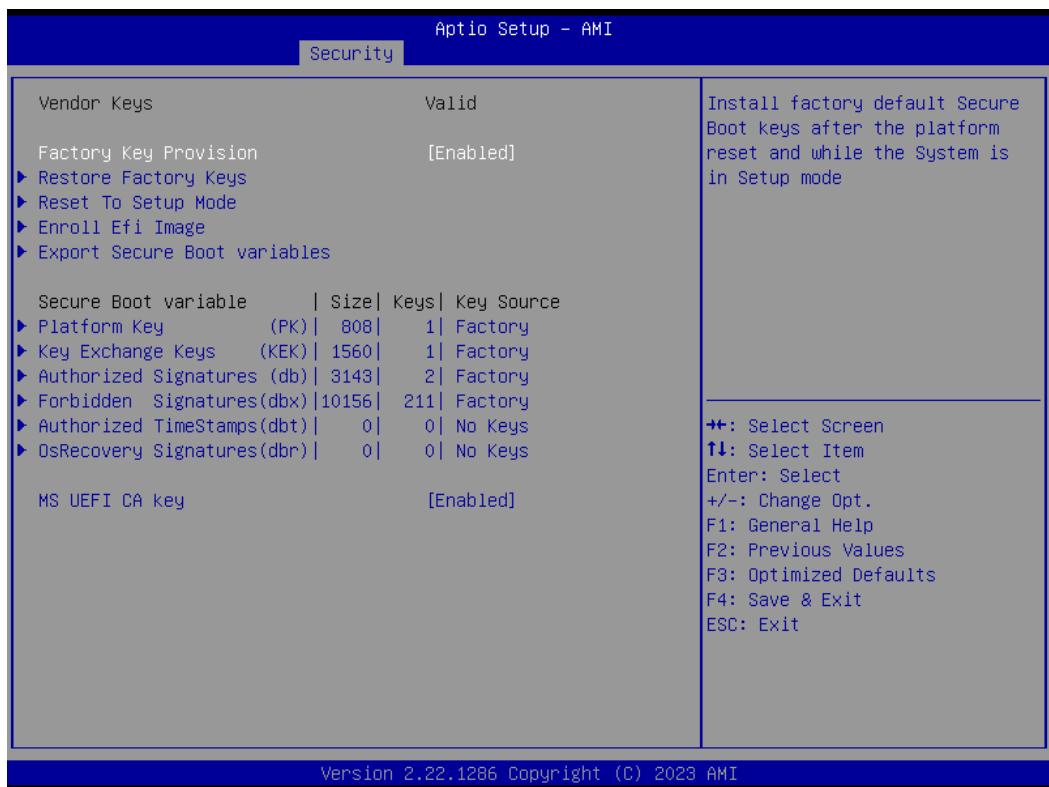 Aptio Setup – AMI
Security
Vendor Keys Valid
Factory Key Provision [Enabled]
▶ Restore Factory Keys
▶ Reset To Setup Mode
▶ Enroll Efi Image
▶ Export Secure Boot variables
Secure Boot variable | Size| Keys| Key Source
▶ Platform Key (PK)| 808| 1| Factory
▶ Key Exchange Keys (KEK)| 1560| 1| Factory
▶ Authorized Signatures (db)| 3143| 2| Factory
▶ Forbidden Signatures(dbx)|10156| 211| Factory
▶ Authorized TimeStamps(dbt)| 0| 0| No Keys
▶ OsRecovery Signatures(dbr)| 0| 0| No Keys
MS UEFI CA key [Enabled]
Install factory default Secure
Boot keys after the platform
reset and while the System is
in Setup mode
→←: Select Screen
↑↓: Select Item
Enter: Select
+/-: Change Opt.
F1: General Help
F2: Previous Values
F3: Optimized Defaults
F4: Save & Exit
ESC: Exit
Version 2.22.1286 Copyright (C) 2023 AMI